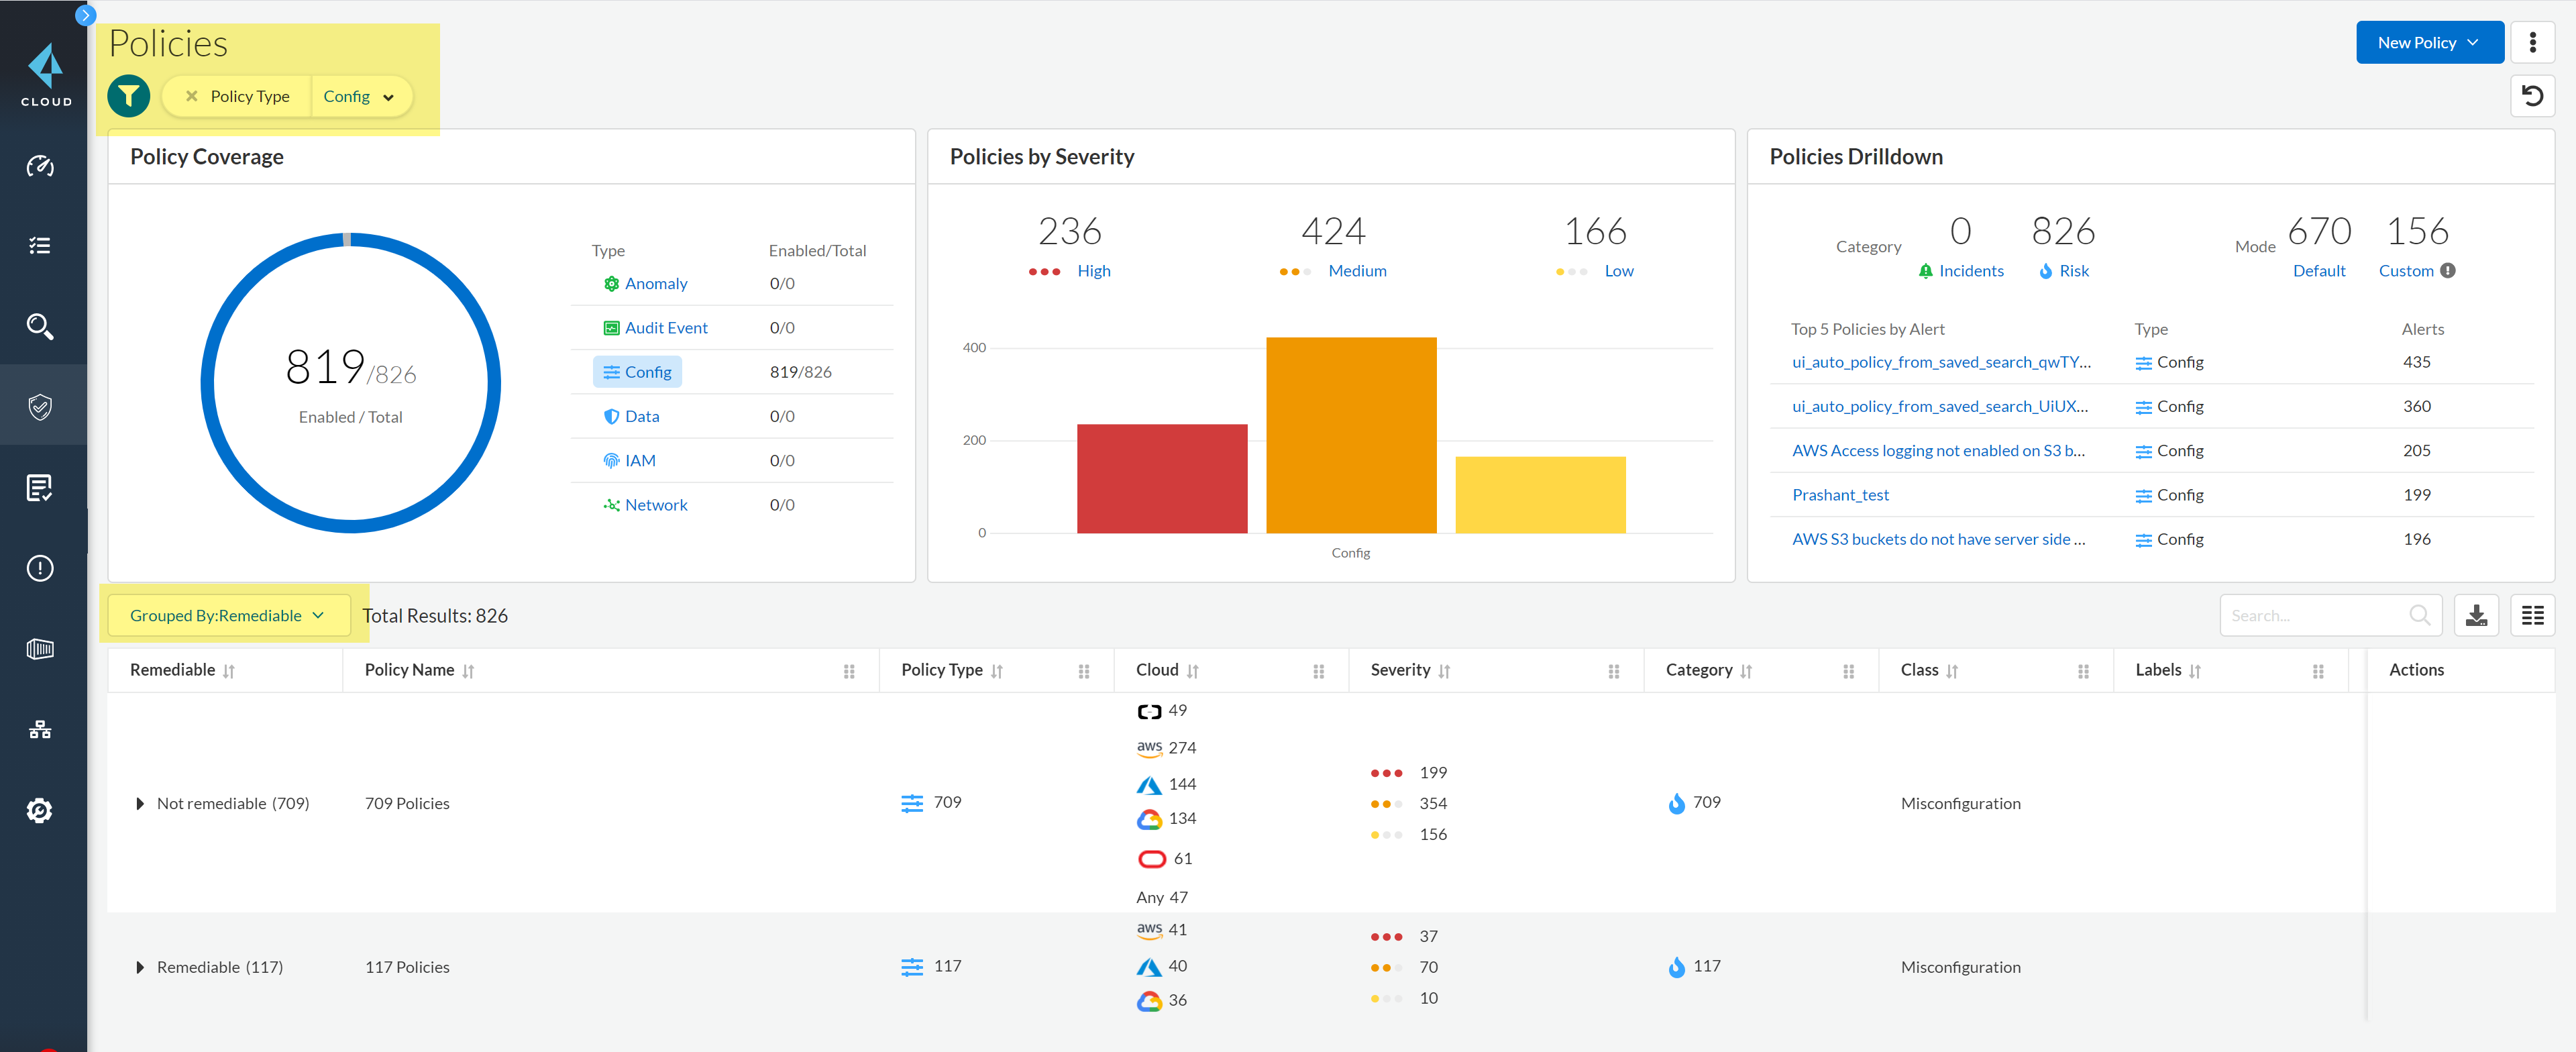 CLOUD
Policies
New Policy
Policy Type Config
Policy Coverage
819/826
Enabled / Total
Type Enabled/Total
Anomaly 0/0
Audit Event 0/0
Config 819/826
Data 0/0
IAM 0/0
Network 0/0
Policies by Severity
236 424 166
High Medium Low
400
200
0
Config
Policies Drilldown
Category 0 826 Mode 670 156
Incidents Risk Default Custom
Top 5 Policies by Alert Type Alerts
ui_auto_policy_from_saved_search_qwTY... Config 435
ui_auto_policy_from_saved_search_UiUX... Config 360
AWS Access logging not enabled on S3 b... Config 205
Prashant_test Config 199
AWS S3 buckets do not have server side ... Config 196
Grouped By:Remediable Total Results: 826 Search...
Remediable Policy Name Policy Type Cloud Severity Category Class Labels Actions
Not remediable (709) 709 Policies 709
49
aws 274
144
134
61
Any 47
199
354
156
709 Misconfiguration
Remediable (117) 117 Policies 117
aws 41
40
36
37
70
10
117 Misconfiguration